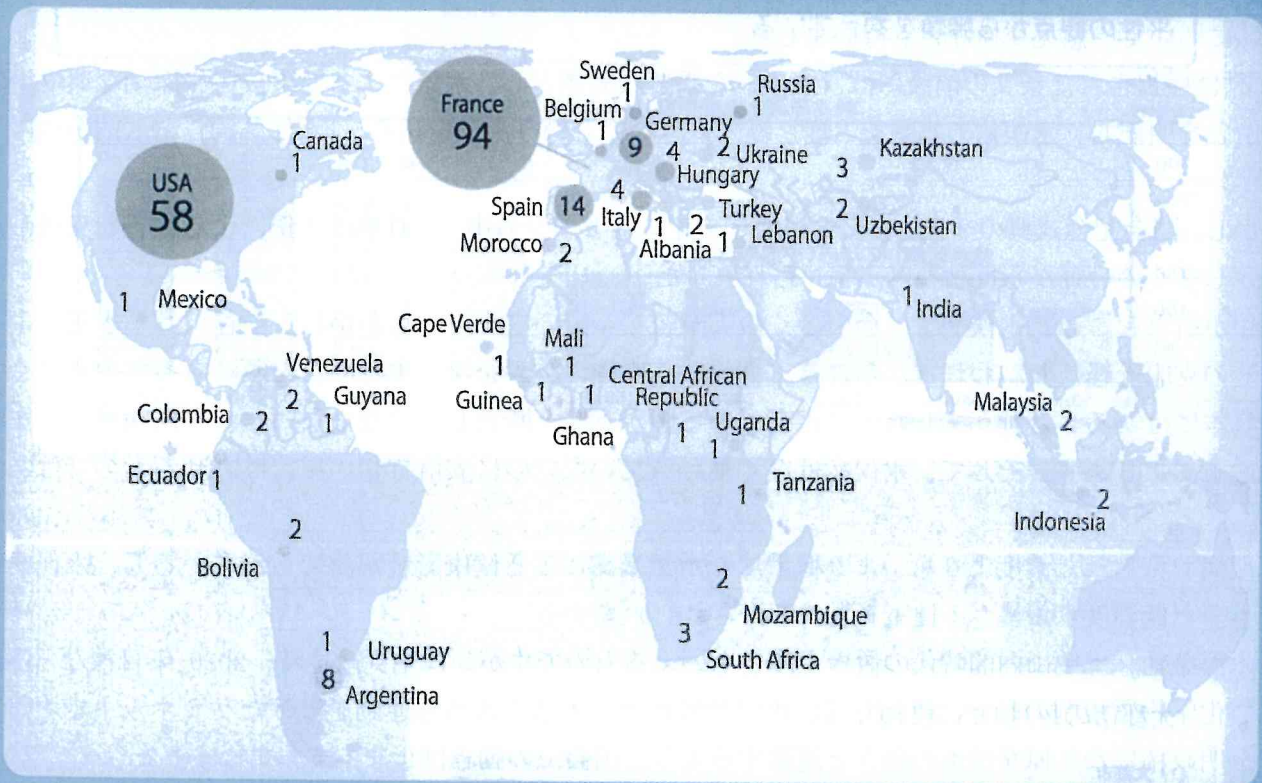 Sweden
1
Russia
1
France
94
Belgium
1
Germany
9
Canada
1
4
2
Ukraine
Kazakhstan
3
USA
58
Hungary
4
Spain
14
Italy
1
2
Turkey
2
Uzbekistan
Morocco
2
Albania
1
Lebanon
1
Mexico
1
India
Cape Verde
1
Mali
1
Venezuela
2
Guyana
1
Guinea
1
1
Central African
Republic
1
Colombia
2
Ghana
Uganda
1
Malaysia
2
Ecuador
1
1
Tanzania
2
Indonesia
2
Bolivia
2
Mozambique
1
Uruguay
3
South Africa
8
Argentina